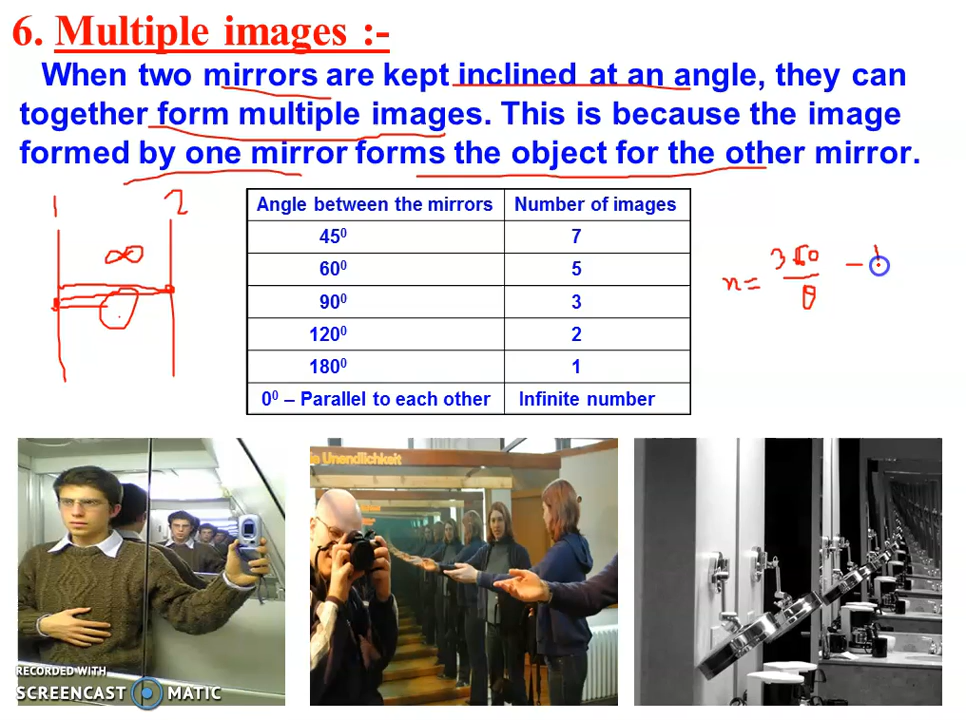 6. Multiple images :-
When two mirrors are kept inclined at an angle, they can
together form multiple images. This is because the image
formed by one mirror forms the object for the other mirror.
1 2
∞
Angle between the mirrors Number of images
45⁰ 7
60⁰ 5
90⁰ 3
120⁰ 2
180⁰ 1
0⁰ – Parallel to each other Infinite number
n = 360/θ − 1
Unendlichkeit
RECORDED WITH
SCREENCAST MATIC